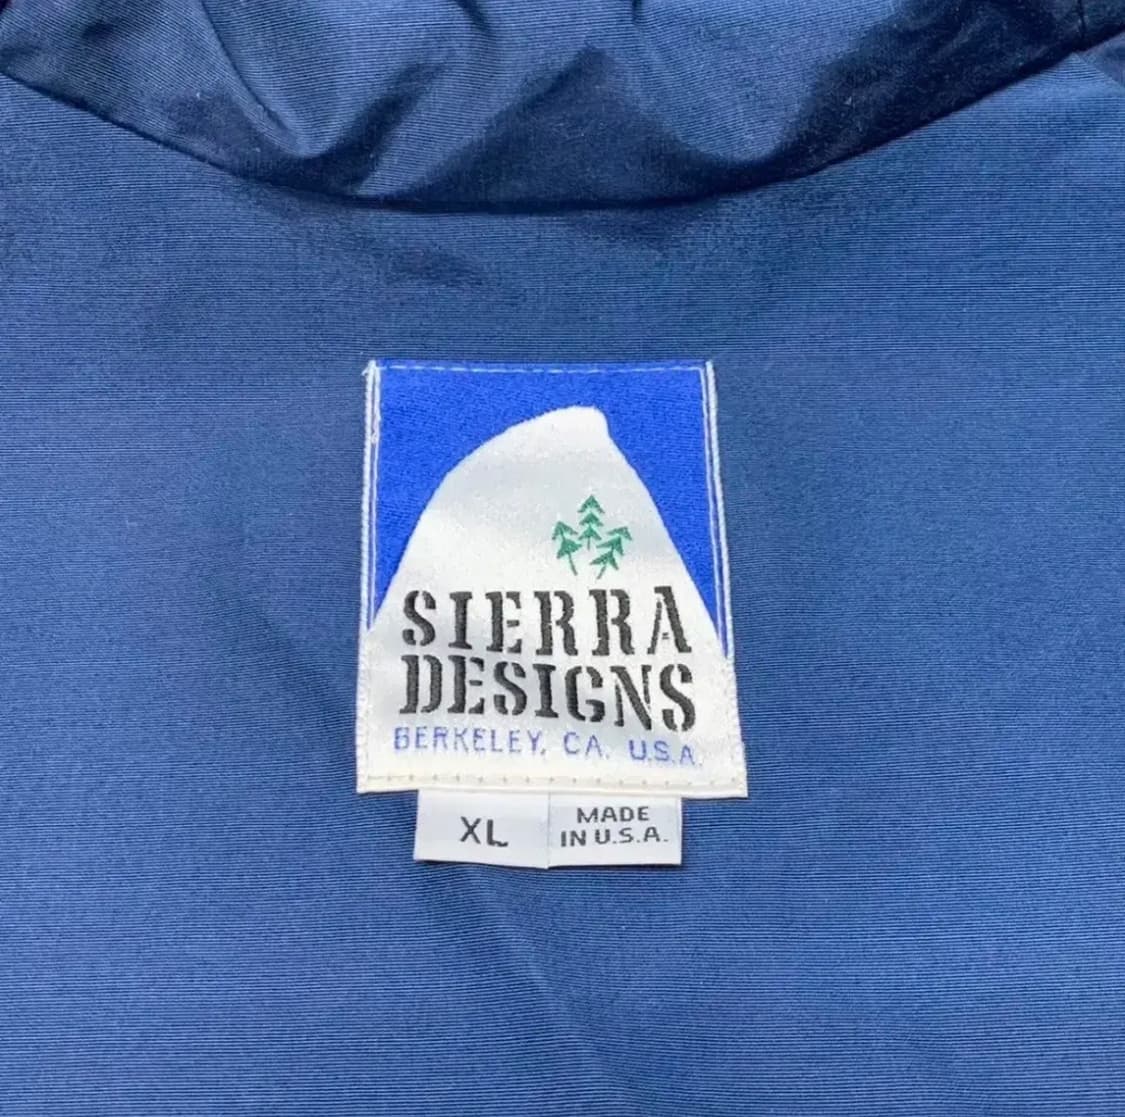 SIERRA
DESIGNS
BERKELEY, CA. U.S.A.
XL
MADE
IN U.S.A.